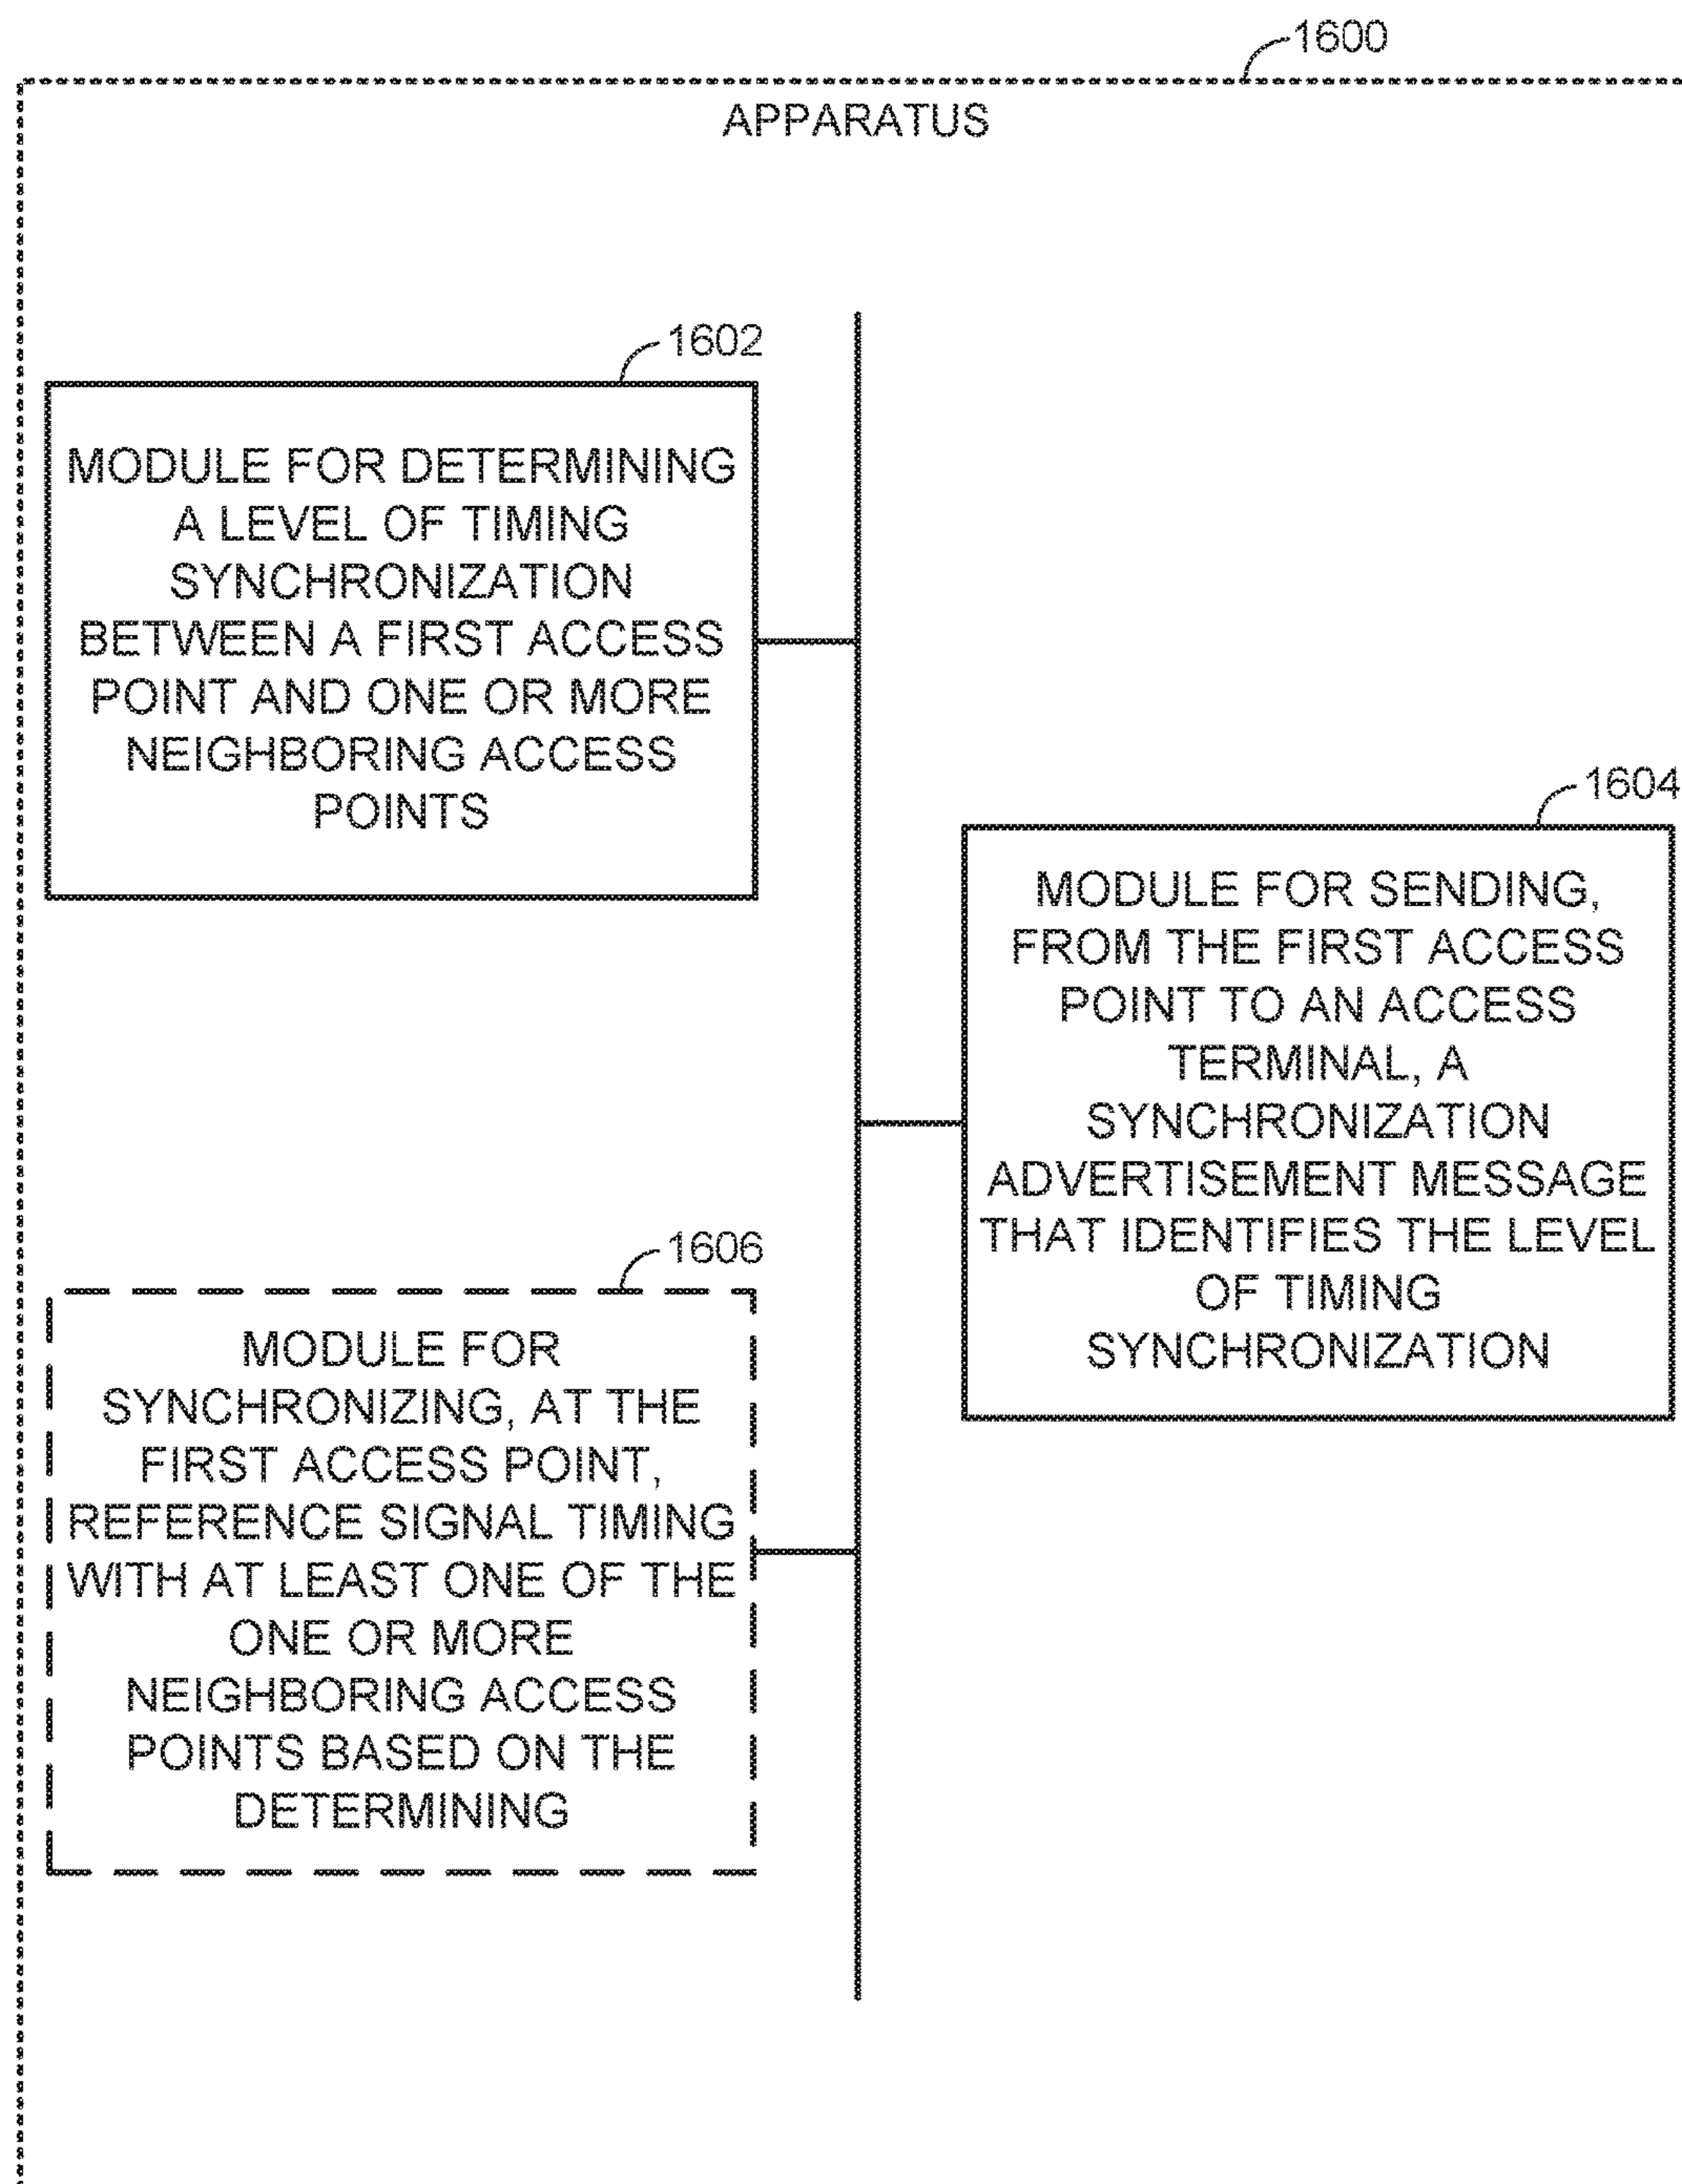 1600
APPARATUS
1602
MODULE FOR DETERMINING
A LEVEL OF TIMING
SYNCHRONIZATION
BETWEEN A FIRST ACCESS
POINT AND ONE OR MORE
NEIGHBORING ACCESS
POINTS
1604
MODULE FOR SENDING,
FROM THE FIRST ACCESS
POINT TO AN ACCESS
TERMINAL, A
SYNCHRONIZATION
ADVERTISEMENT MESSAGE
THAT IDENTIFIES THE LEVEL
OF TIMING
SYNCHRONIZATION
1606
MODULE FOR
SYNCHRONIZING, AT THE
FIRST ACCESS POINT,
REFERENCE SIGNAL TIMING
WITH AT LEAST ONE OF THE
ONE OR MORE
NEIGHBORING ACCESS
POINTS BASED ON THE
DETERMINING